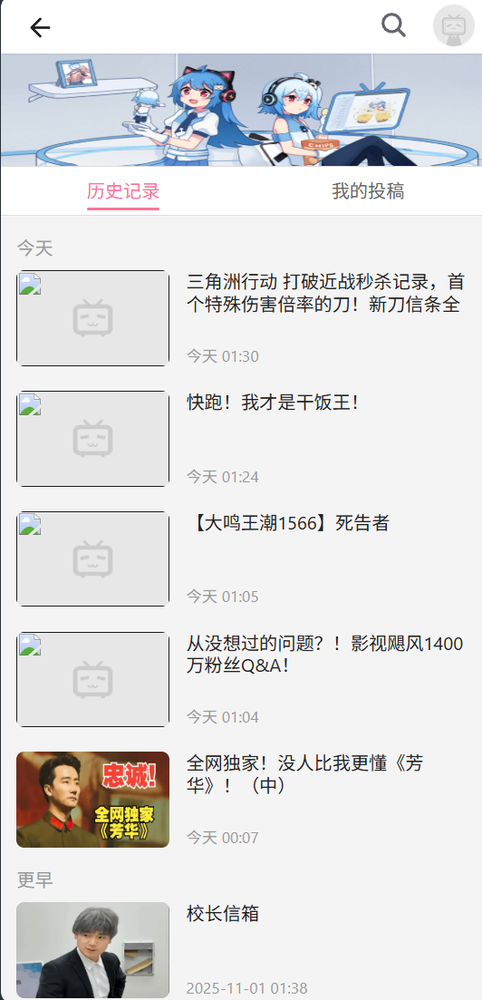 CHIPS
历史记录
我的投稿
今天
三角洲行动 打破近战秒杀记录，首
个特殊伤害倍率的刀！新刀信条全
今天 01:30
快跑！我才是干饭王！
今天 01:24
【大鸣王潮1566】死告者
今天 01:05
从没想过的问题？！影视飓风1400
万粉丝Q&A！
今天 01:04
忠诚!
全网独家
《芳华》
全网独家！没人比我更懂《芳
华》！（中）
今天 00:07
更早
校长信箱
2025-11-01 01:38